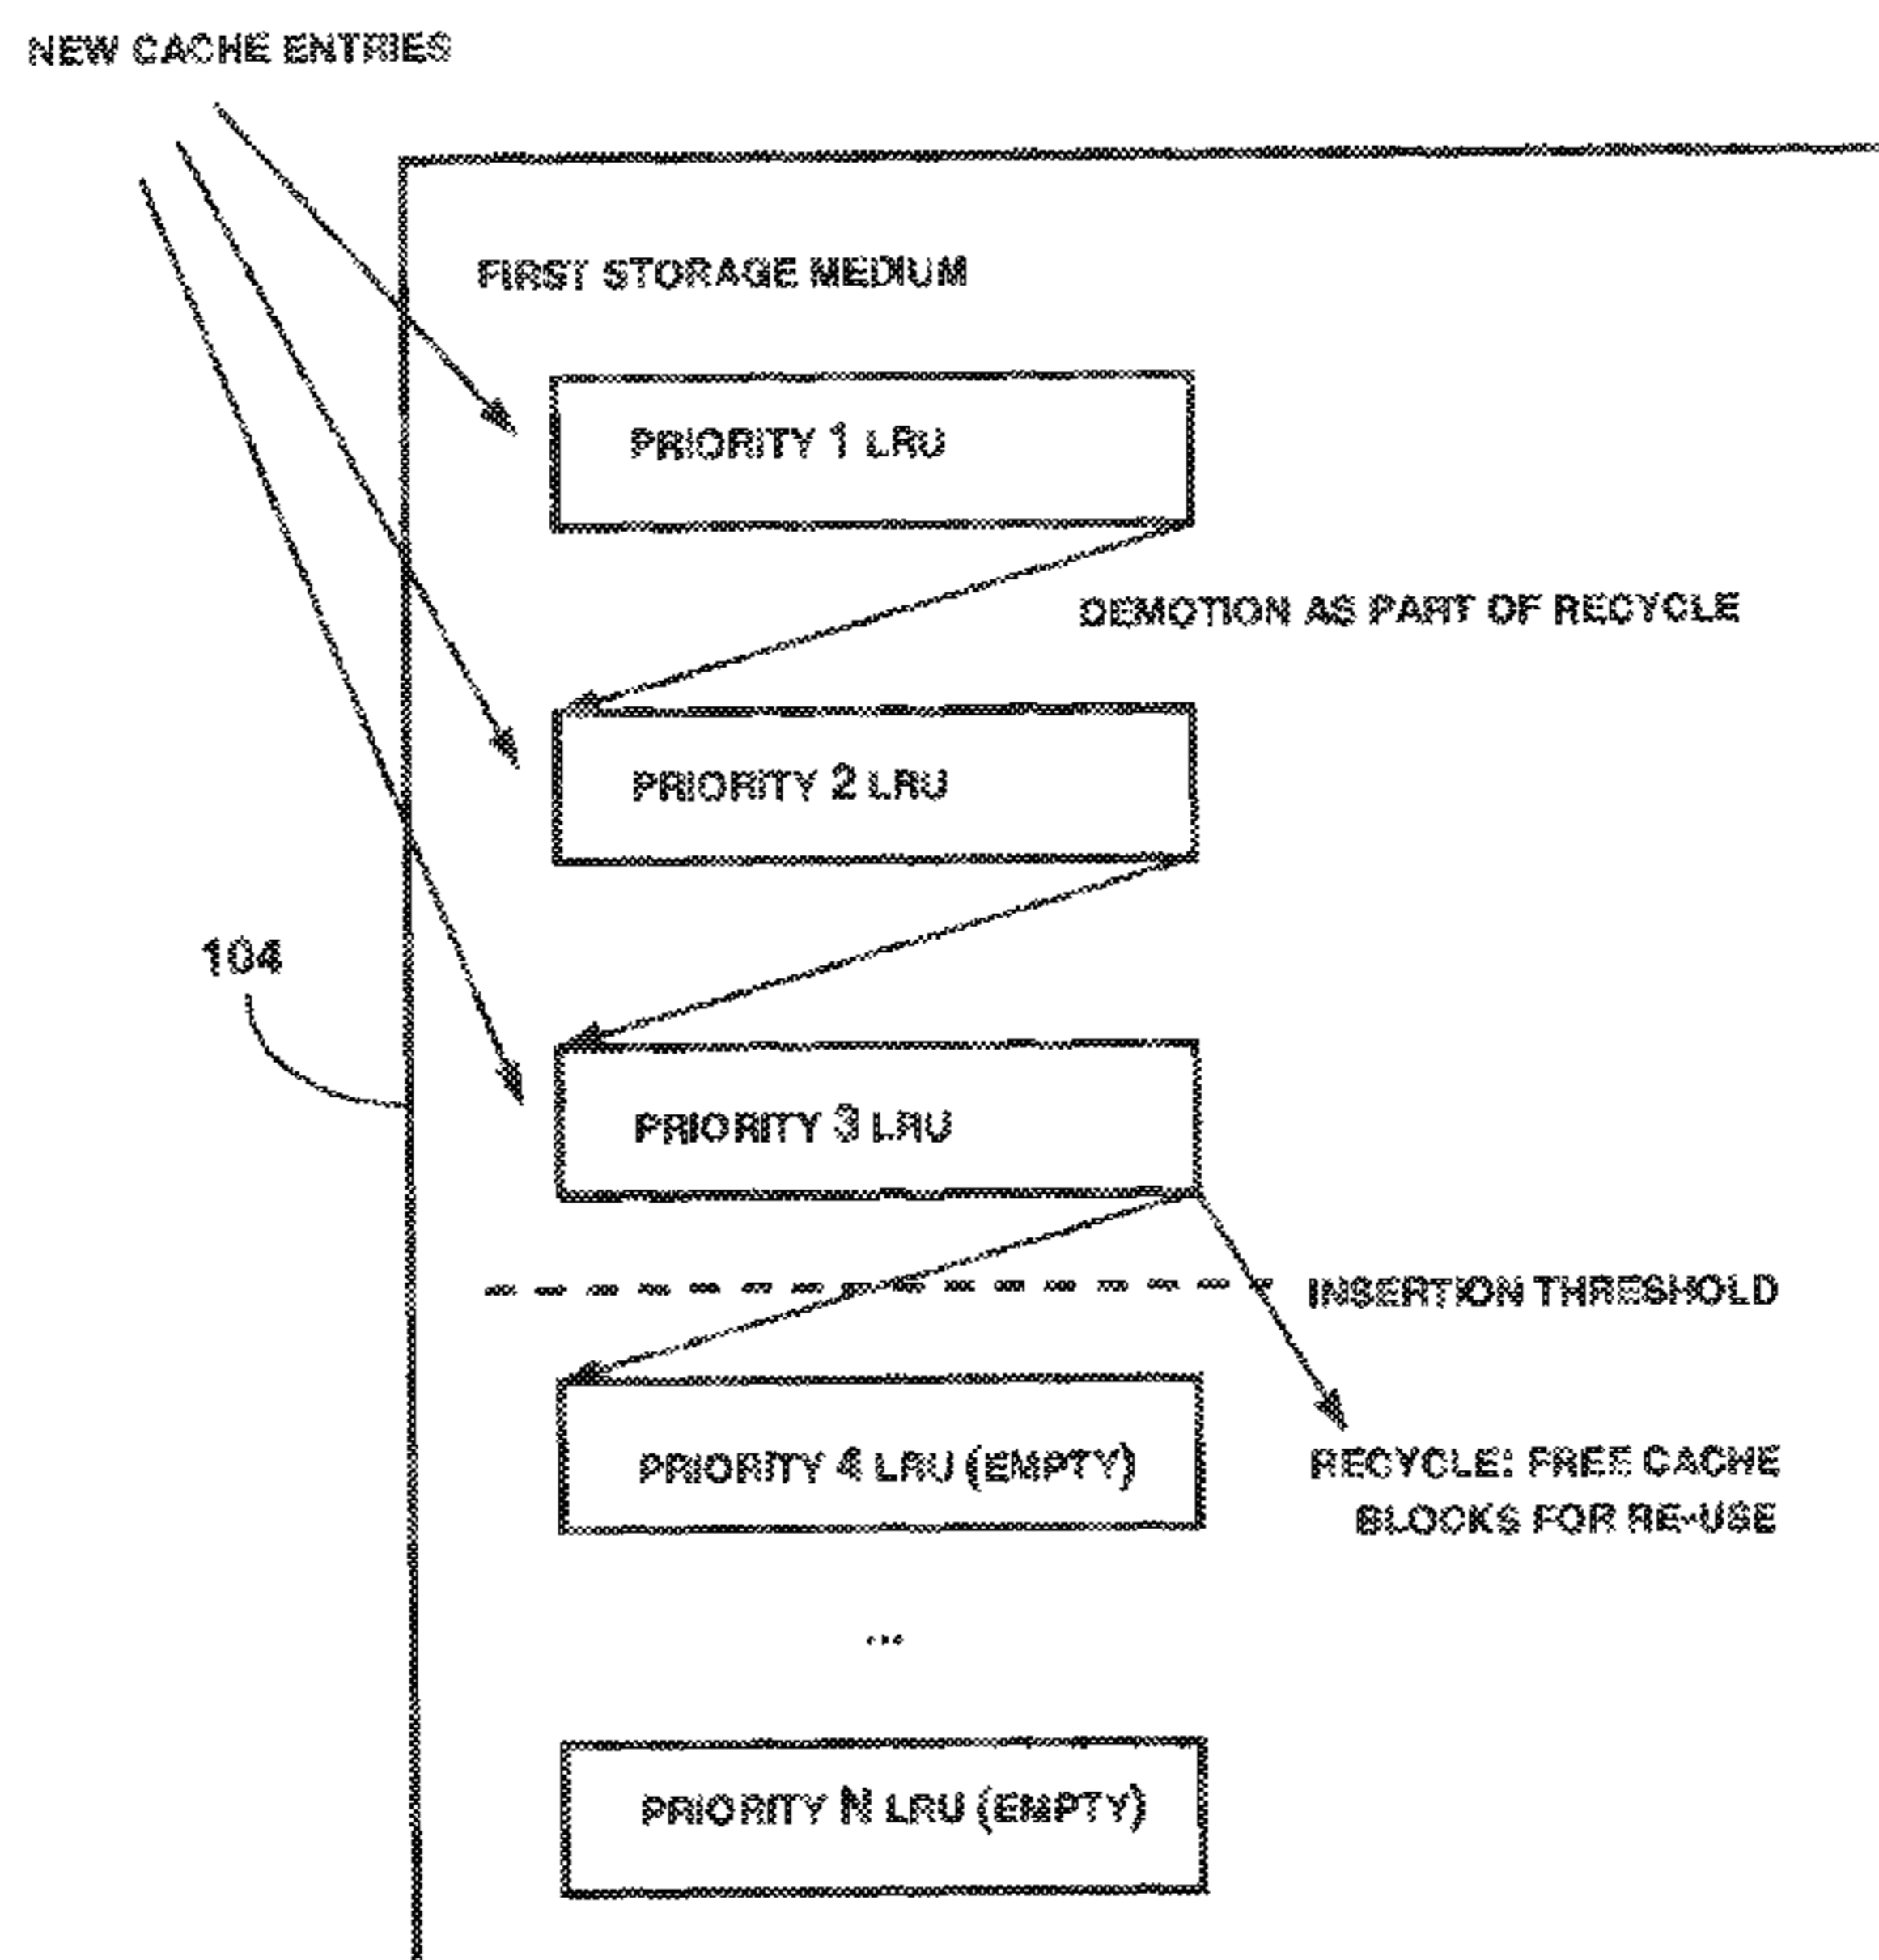 NEW CACHE ENTRIES
FIRST STORAGE MEDIUM
PRIORITY 1 LRU
DEMOTION AS PART OF RECYCLE
PRIORITY 2 LRU
104
PRIORITY 3 LRU
INSERTION THRESHOLD
PRIORITY 4 LRU (EMPTY)
RECYCLE: FREE CACHE
BLOCKS FOR RE-USE
...
PRIORITY N LRU (EMPTY)